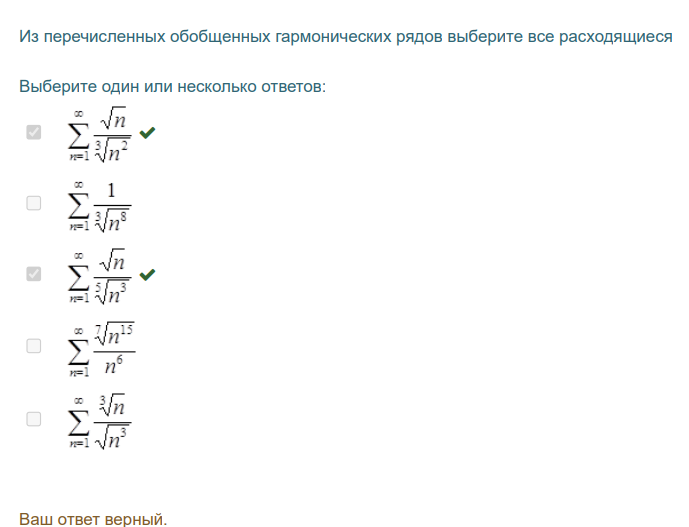 Из перечисленных обобщенных гармонических рядов выберите все расходящиеся
Выберите один или несколько ответов:
$\sum_{n=1}^{\infty} \frac{\sqrt{n}}{\sqrt[3]{n^2}}$
$\sum_{n=1}^{\infty} \frac{1}{\sqrt[3]{n^8}}$
$\sum_{n=1}^{\infty} \frac{\sqrt{n}}{\sqrt[5]{n^3}}$
$\sum_{n=1}^{\infty} \frac{\sqrt[7]{n^{15}}}{n^6}$
$\sum_{n=1}^{\infty} \frac{\sqrt[3]{n}}{\sqrt{n^3}}$
Ваш ответ верный.